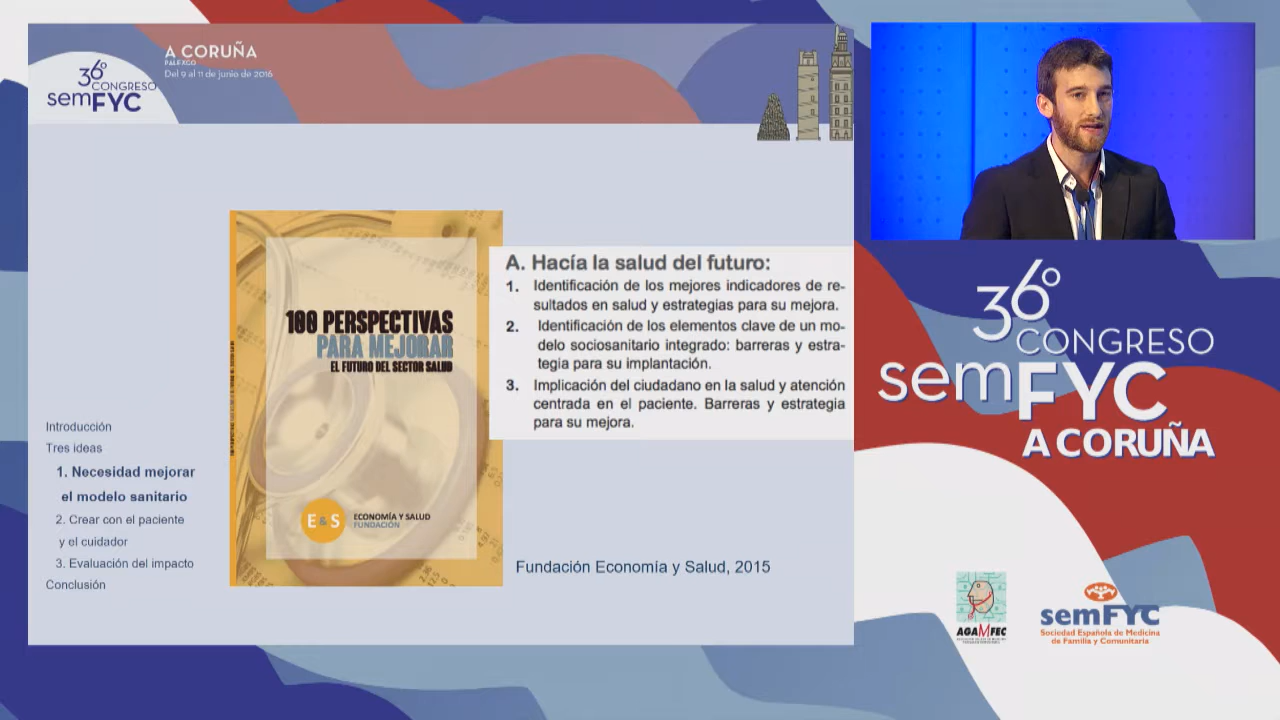 A CORUÑA
PALEXCO
Del 9 al 11 de junio de 2016
36º
CONGRESO
semFYC
100 PERSPECTIVAS
PARA MEJORAR
EL FUTURO DEL SECTOR SALUD
E&S ECONOMÍA Y SALUD
FUNDACIÓN
A. Hacía la salud del futuro:
1. Identificación de los mejores indicadores de re-
sultados en salud y estrategias para su mejora.
2. Identificación de los elementos clave de un mo-
delo sociosanitario integrado: barreras y estra-
tegia para su implantación.
3. Implicación del ciudadano en la salud y atención
centrada en el paciente. Barreras y estrategia
para su mejora.
Introducción
Tres ideas
1. Necesidad mejorar
el modelo sanitario
2. Crear con el paciente
y el cuidador
3. Evaluación del impacto
Conclusión
Fundación Economía y Salud, 2015
36º
CONGRESO
semFYC
A CORUÑA
AGAMFEC
semFYC
Sociedad Española de Medicina
de Familia y Comunitaria